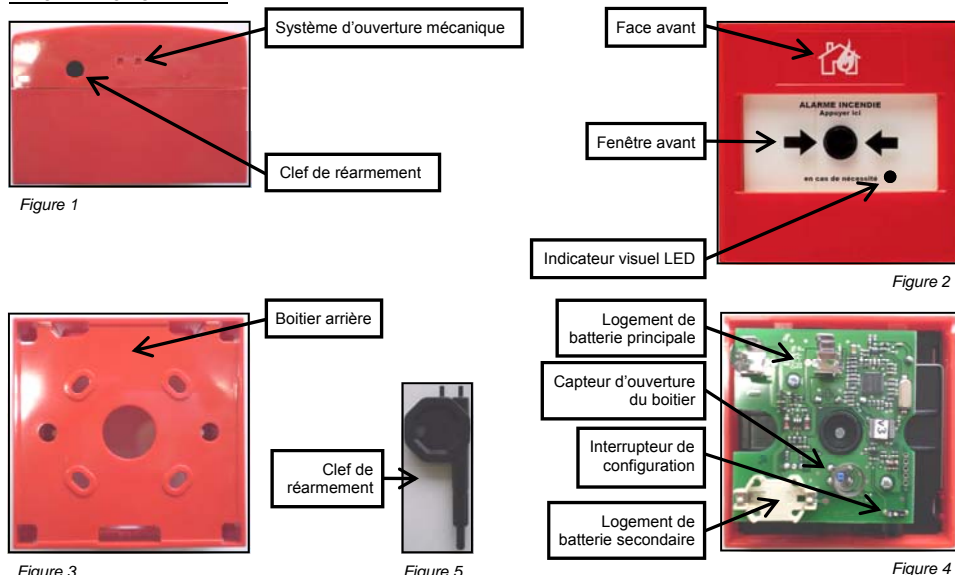 Système d'ouverture mécanique
Clef de réarmement
Figure 1
Face avant
Fenêtre avant
Indicateur visuel LED
ALARME INCENDIE
Appuyer ici
en cas de nécessité
Figure 2
Boitier arrière
Figure 3
Clef de
réarmement
Figure 5
Logement de
batterie principale
Capteur d'ouverture
du boitier
Interrupteur de
configuration
Logement de
batterie secondaire
V3
Figure 4